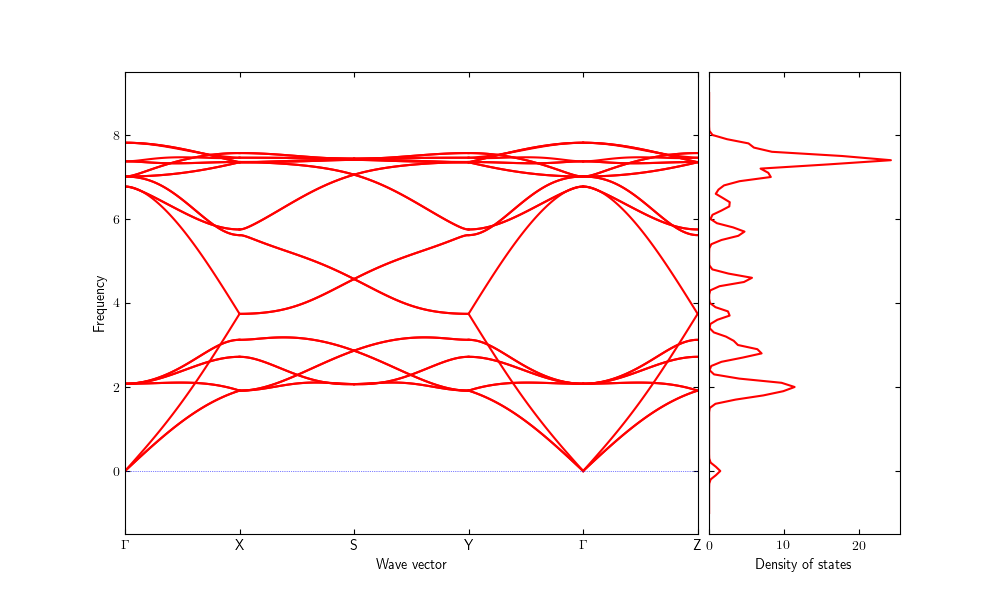 8
6
4
2
0
Frequency
Γ X S Y Γ Z
Wave vector
0 10 20
Density of states